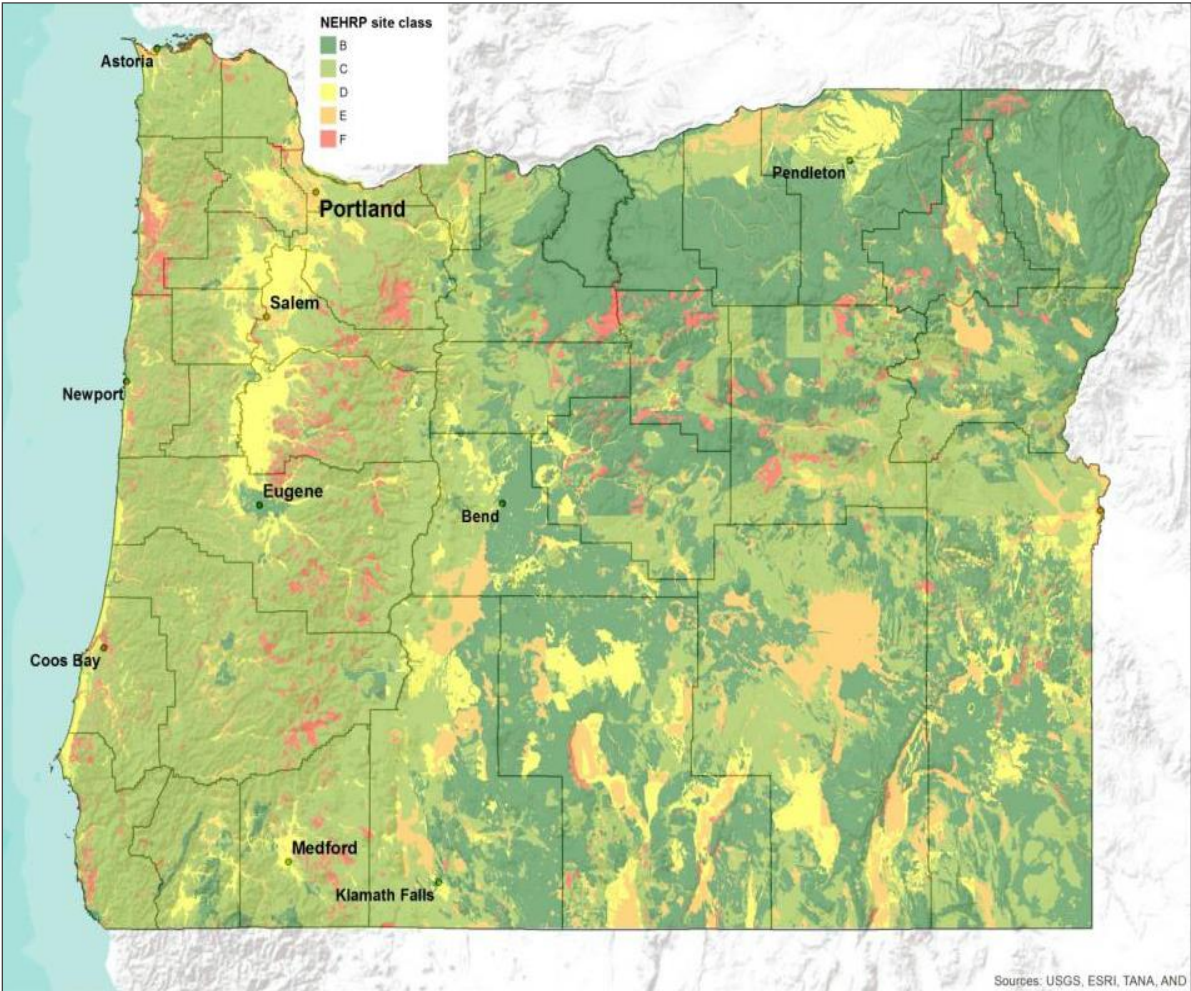 NEHRP site class
B
C
D
E
F
Astoria
Pendleton
Portland
Salem
Newport
Eugene
Bend
Coos Bay
Medford
Klamath Falls
Sources: USGS, ESRI, TANA, AND